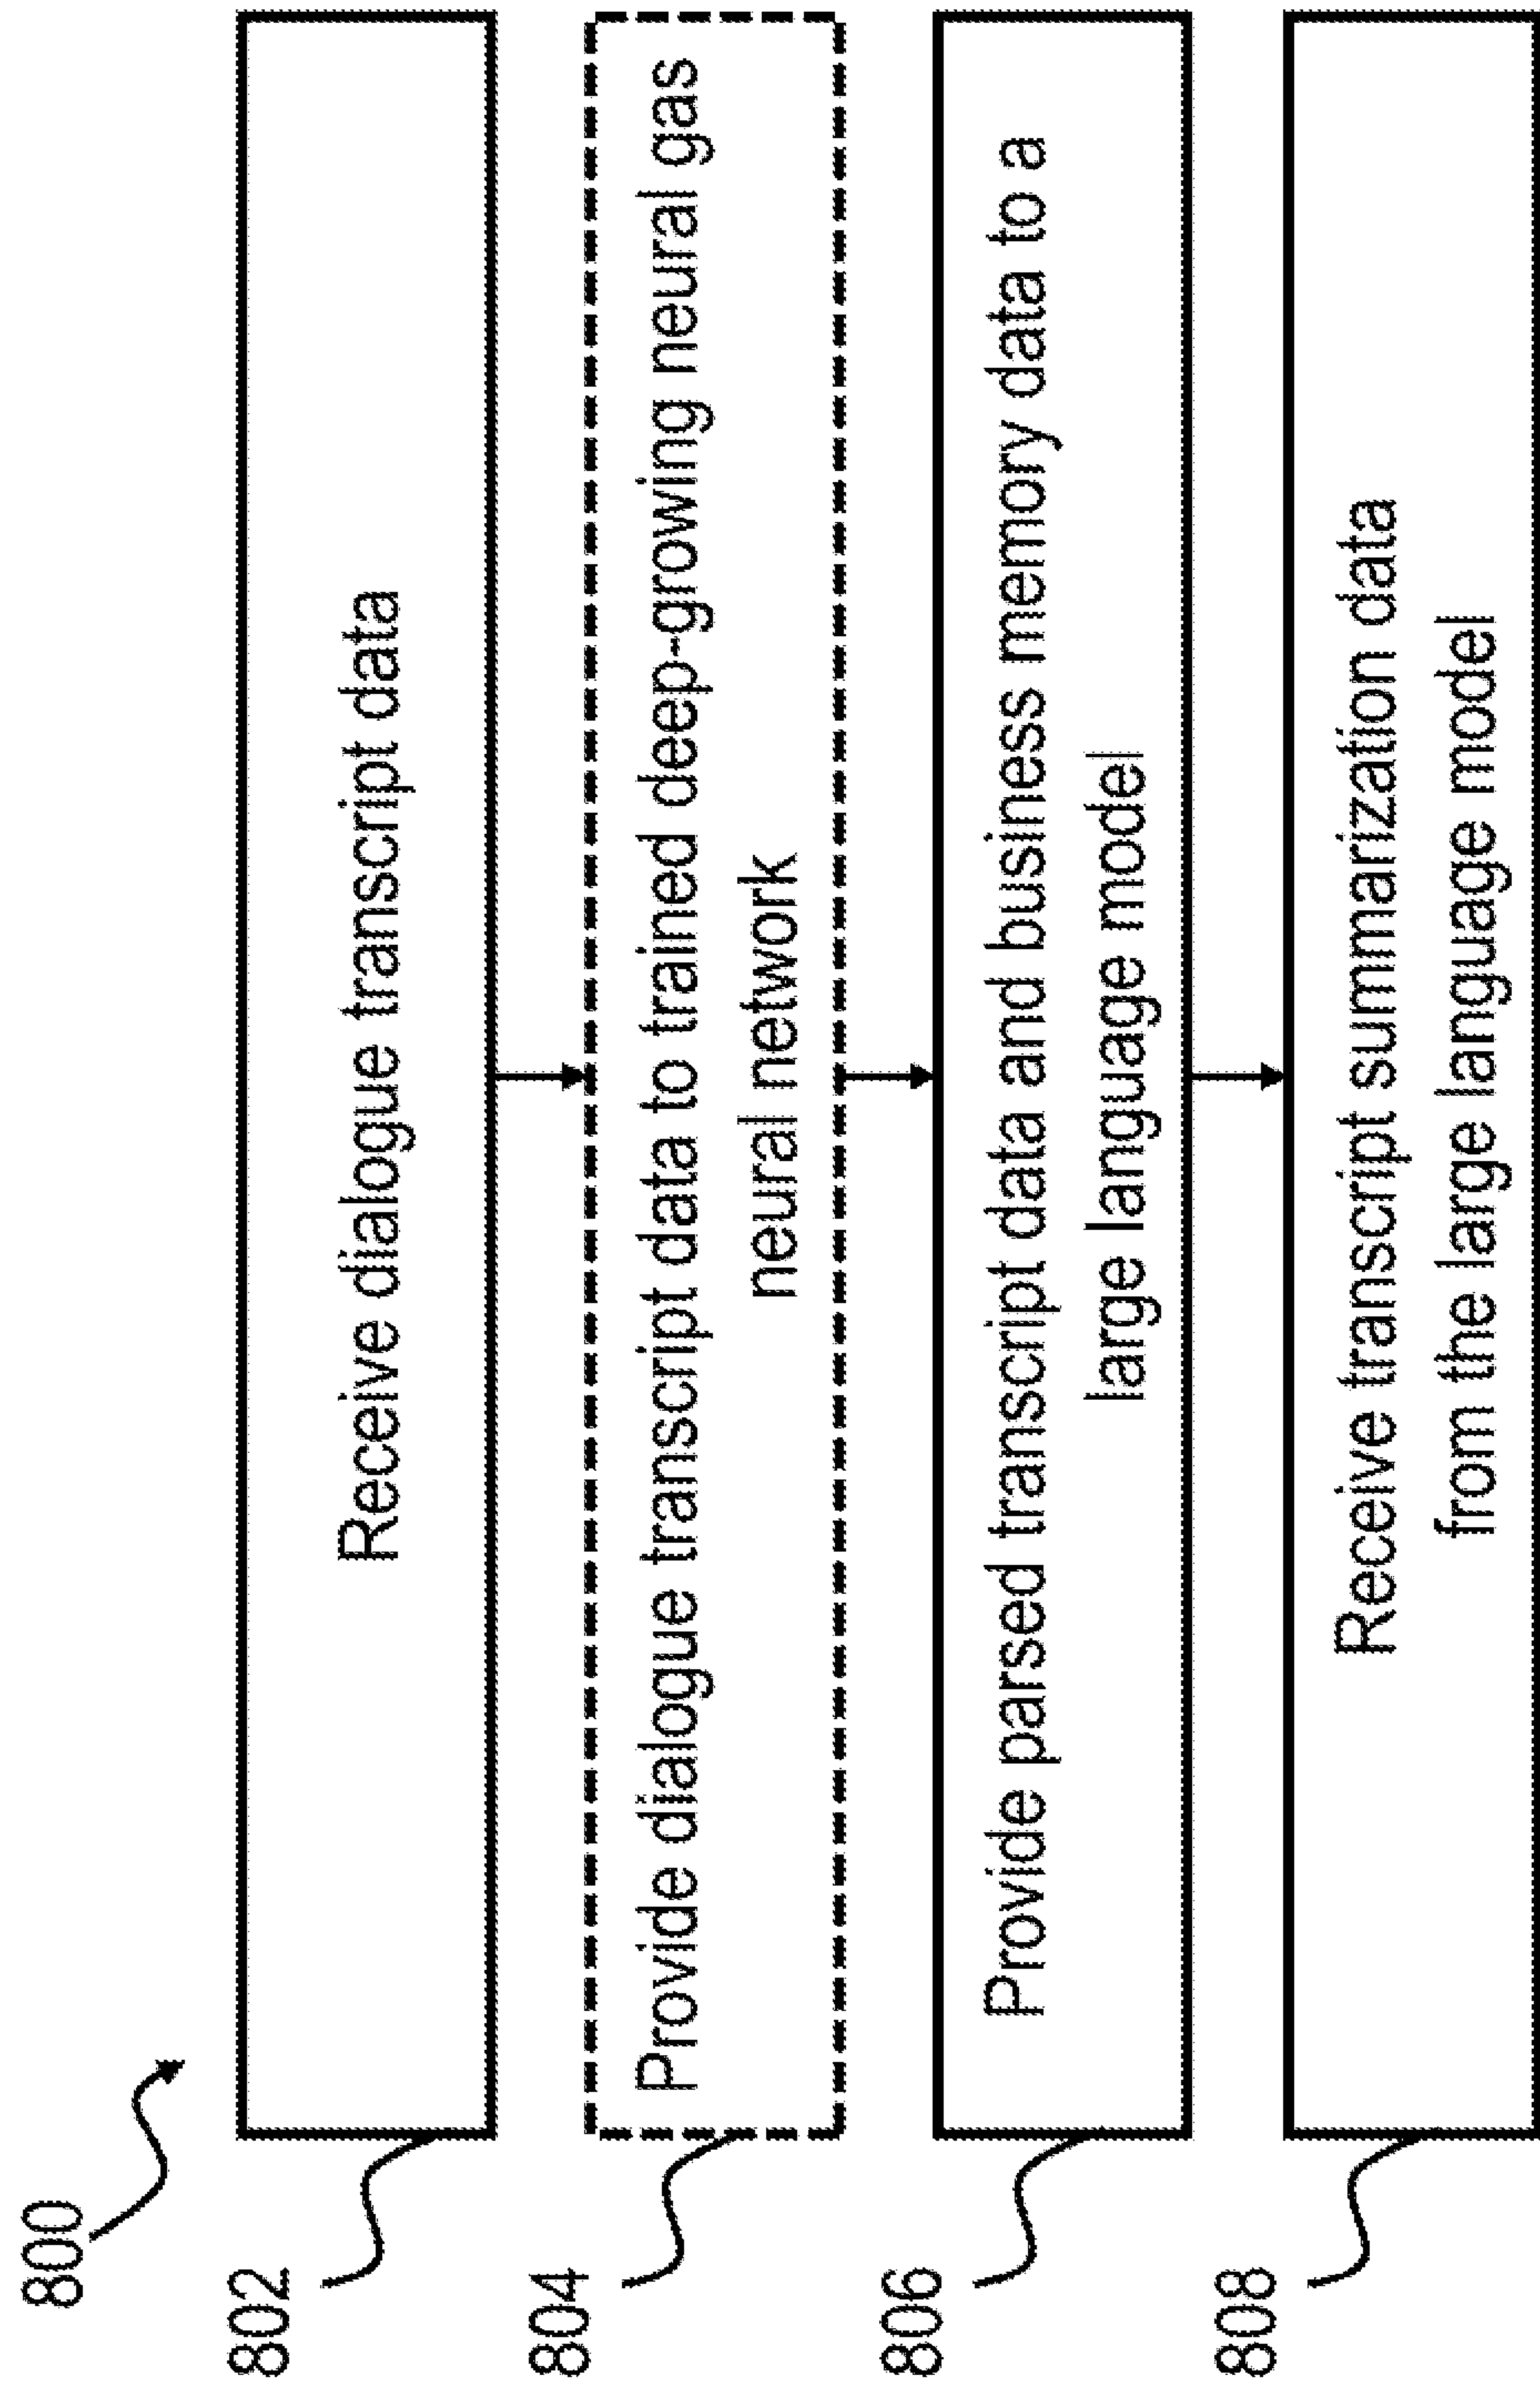 800
802
Receive dialogue transcript data
804
Provide dialogue transcript data to trained deep-growing neural gas
neural network
806
Provide parsed transcript data and business memory data to a
large language model
808
Receive transcript summarization data
from the large language model